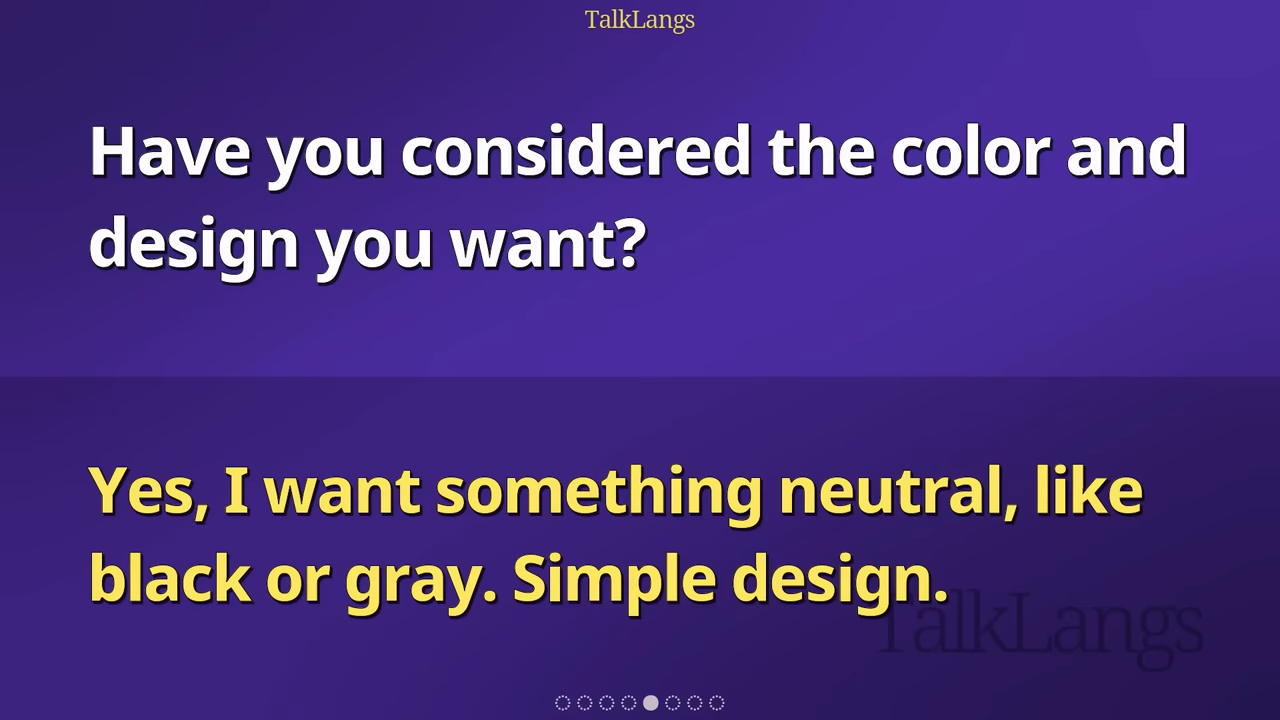 TalkLangs
Have you considered the color and
design you want?
Yes, I want something neutral, like
black or gray. Simple design.
TalkLangs